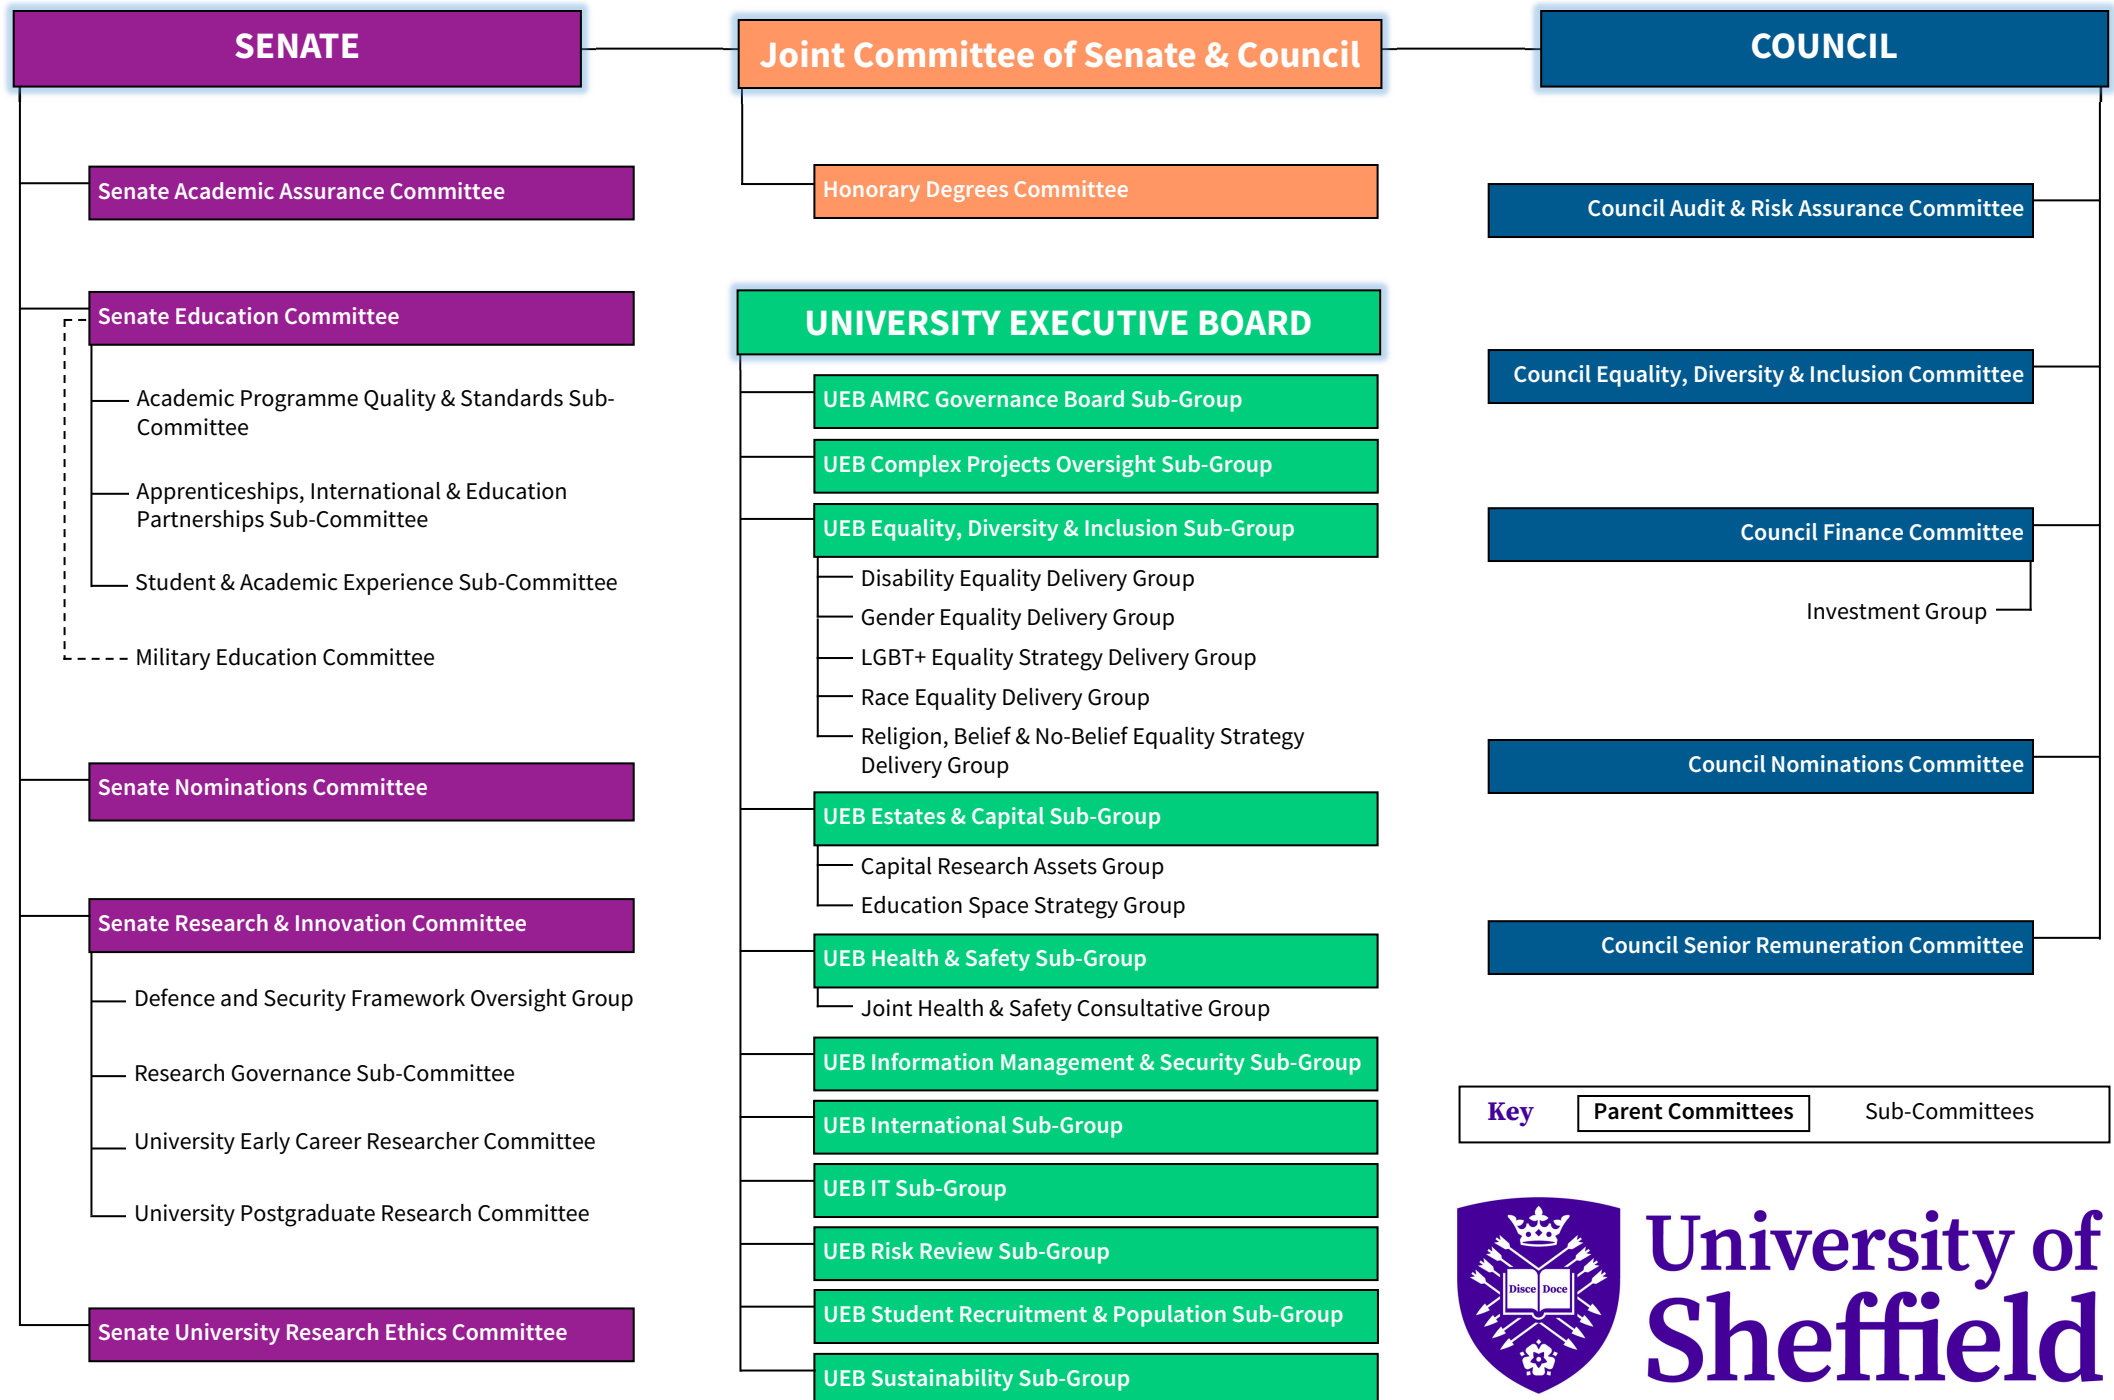 SENATE
Joint Committee of Senate & Council
COUNCIL
Senate Academic Assurance Committee
Senate Education Committee
Academic Programme Quality & Standards Sub-
Committee
Apprenticeships, International & Education
Partnerships Sub-Committee
Student & Academic Experience Sub-Committee
Military Education Committee
Senate Nominations Committee
Senate Research & Innovation Committee
Defence and Security Framework Oversight Group
Research Governance Sub-Committee
University Early Career Researcher Committee
University Postgraduate Research Committee
Senate University Research Ethics Committee
Honorary Degrees Committee
UNIVERSITY EXECUTIVE BOARD
UEB AMRC Governance Board Sub-Group
UEB Complex Projects Oversight Sub-Group
UEB Equality, Diversity & Inclusion Sub-Group
Disability Equality Delivery Group
Gender Equality Delivery Group
LGBT+ Equality Strategy Delivery Group
Race Equality Delivery Group
Religion, Belief & No-Belief Equality Strategy
Delivery Group
UEB Estates & Capital Sub-Group
Capital Research Assets Group
Education Space Strategy Group
UEB Health & Safety Sub-Group
Joint Health & Safety Consultative Group
UEB Information Management & Security Sub-Group
UEB International Sub-Group
UEB IT Sub-Group
UEB Risk Review Sub-Group
UEB Student Recruitment & Population Sub-Group
UEB Sustainability Sub-Group
Council Audit & Risk Assurance Committee
Council Equality, Diversity & Inclusion Committee
Council Finance Committee
Investment Group
Council Nominations Committee
Council Senior Remuneration Committee
Key Parent Committees Sub-Committees
Disce Doce
University of
Sheffield